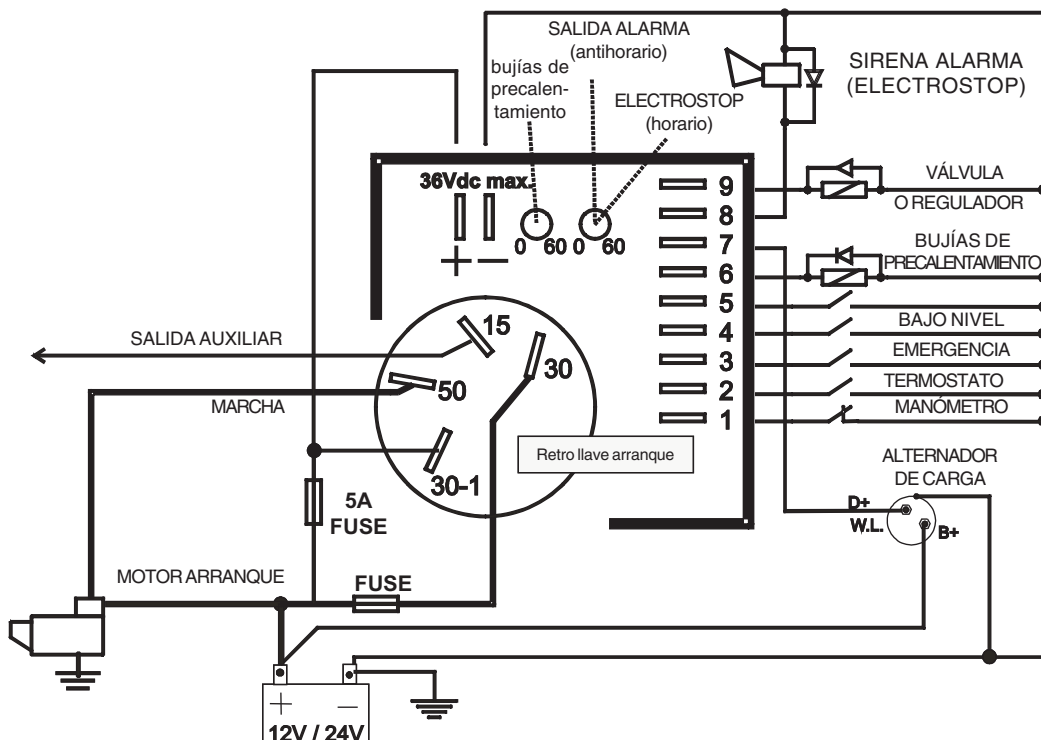 SALIDA ALARMA
(antihorario)
bujías de
precalen-
tamiento
ELECTROSTOP
(horario)
SIRENA ALARMA
(ELECTROSTOP)
36Vdc max.
0 60
0 60
+ −
9
8
7
6
5
4
3
2
1
VÁLVULA
O REGULADOR
BUJÍAS DE
PRECALENTAMIENTO
BAJO NIVEL
EMERGENCIA
TERMOSTATO
MANÓMETRO
SALIDA AUXILIAR
15
30
50
MARCHA
30-1
Retro llave arranque
5A
FUSE
ALTERNADOR
DE CARGA
D+
W.L.
B+
MOTOR ARRANQUE
FUSE
+ −
12V / 24V